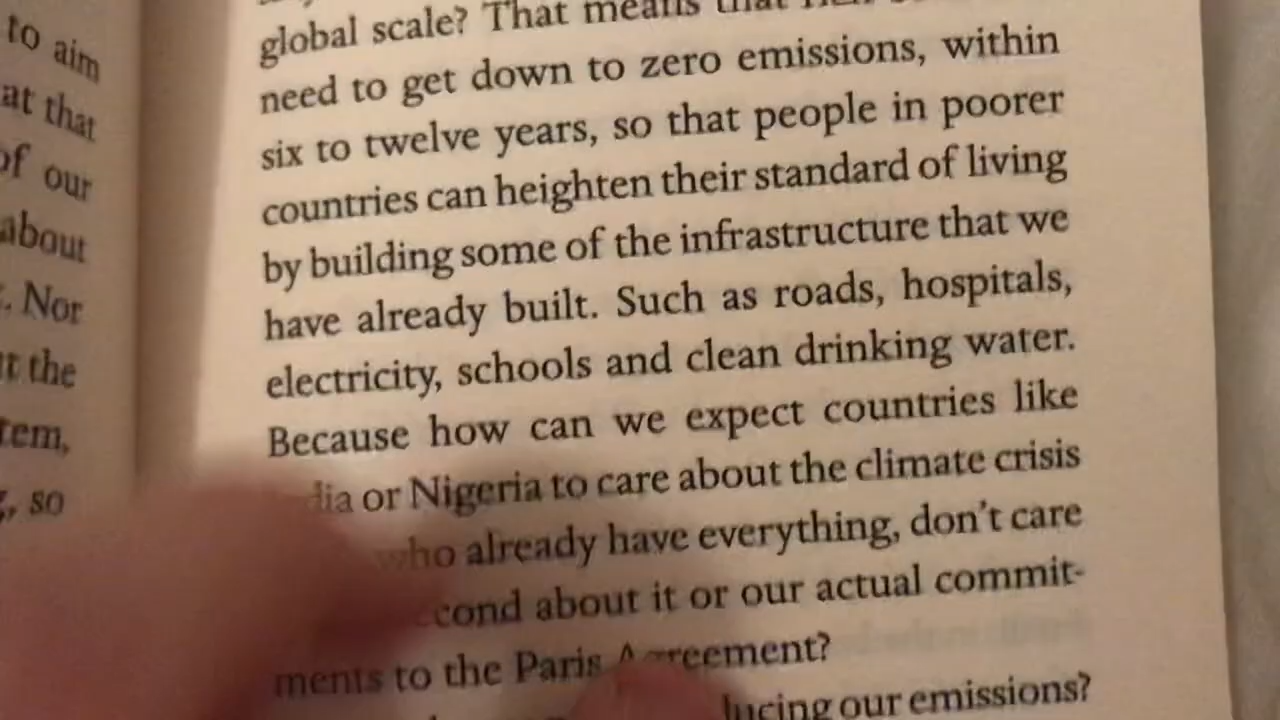 to aim
at that
of our
about
. Nor
t the
tem,
, so
global scale? That means that
need to get down to zero emissions, within
six to twelve years, so that people in poorer
countries can heighten their standard of living
by building some of the infrastructure that we
have already built. Such as roads, hospitals,
electricity, schools and clean drinking water.
Because how can we expect countries like
dia or Nigeria to care about the climate crisis
who already have everything, don't care
cond about it or our actual commit-
ments to the Paris Agreement?
lucing our emissions?